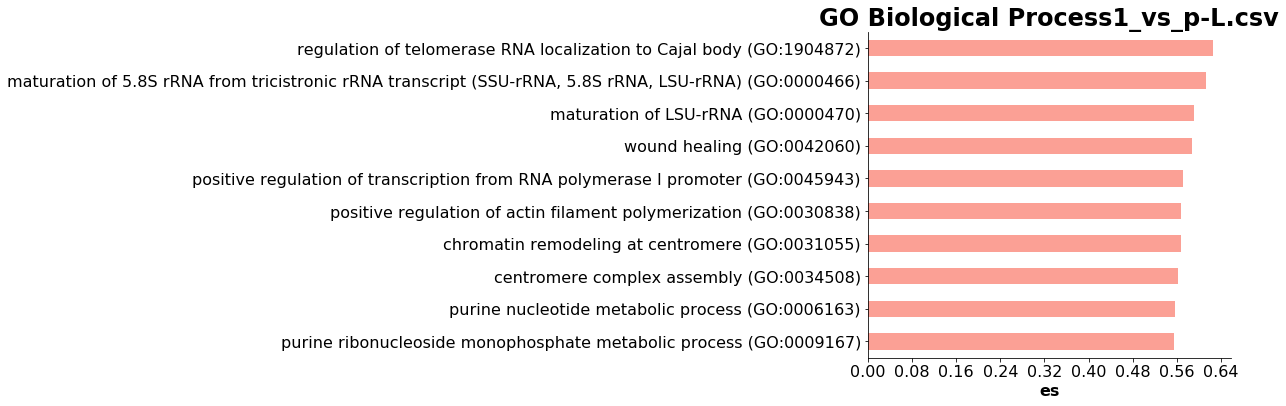 GO Biological Process1_vs_p-L.csv
regulation of telomerase RNA localization to Cajal body (GO:1904872)
maturation of 5.8S rRNA from tricistronic rRNA transcript (SSU-rRNA, 5.8S rRNA, LSU-rRNA) (GO:0000466)
maturation of LSU-rRNA (GO:0000470)
wound healing (GO:0042060)
positive regulation of transcription from RNA polymerase I promoter (GO:0045943)
positive regulation of actin filament polymerization (GO:0030838)
chromatin remodeling at centromere (GO:0031055)
centromere complex assembly (GO:0034508)
purine nucleotide metabolic process (GO:0006163)
purine ribonucleoside monophosphate metabolic process (GO:0009167)
0.00 0.08 0.16 0.24 0.32 0.40 0.48 0.56 0.64
es